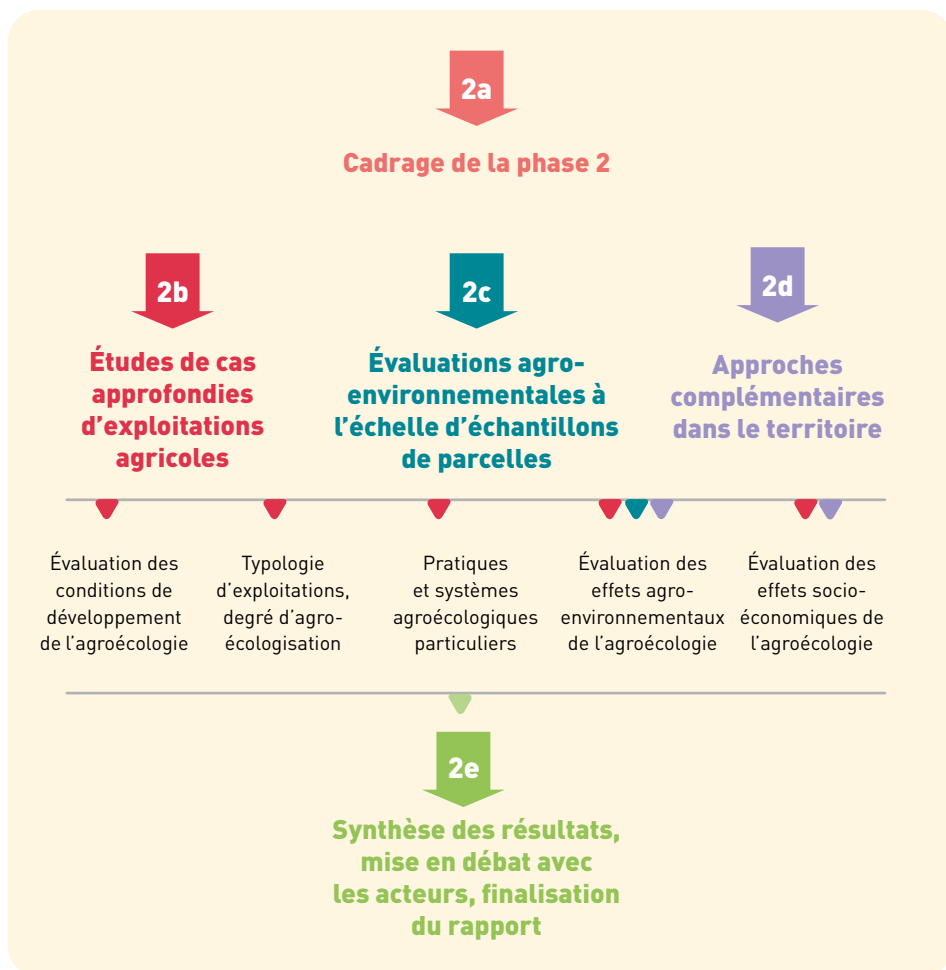 2a
Cadrage de la phase 2
2b
Études de cas
approfondies
d’exploitations
agricoles
2c
Évaluations agro-
environnementales à
l’échelle d’échantillons
de parcelles
2d
Approches
complémentaires
dans le territoire
Évaluation des
conditions de
développement
de l’agroécologie
Typologie
d’exploitations,
degré d’agro-
écologisation
Pratiques
et systèmes
agroécologiques
particuliers
Évaluation des
effets agro-
environnementaux
de l’agroécologie
Évaluation des
effets socio-
économiques de
l’agroécologie
2e
Synthèse des résultats,
mise en débat avec
les acteurs, finalisation
du rapport